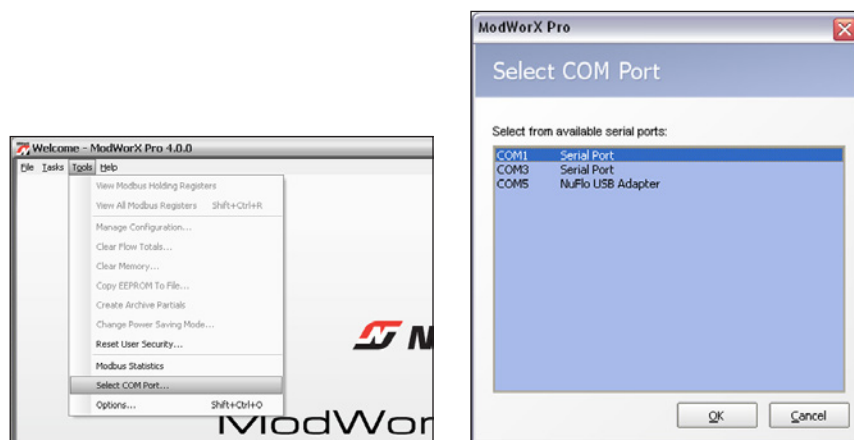 Welcome - ModWorX Pro 4.0.0
File Tasks Tools Help
View Modbus Holding Registers
View All Modbus Registers Shift+Ctrl+R
Manage Configuration...
Clear Flow Totals...
Clear Memory...
Copy EEPROM To File...
Create Archive Partials
Change Power Saving Mode...
Reset User Security...
Modbus Statistics
Select COM Port...
Options... Shift+Ctrl+O
N
ModWor
ModWorX Pro
Select COM Port
Select from available serial ports:
COM1 Serial Port
COM3 Serial Port
COM5 NuFlo USB Adapter
OK Cancel